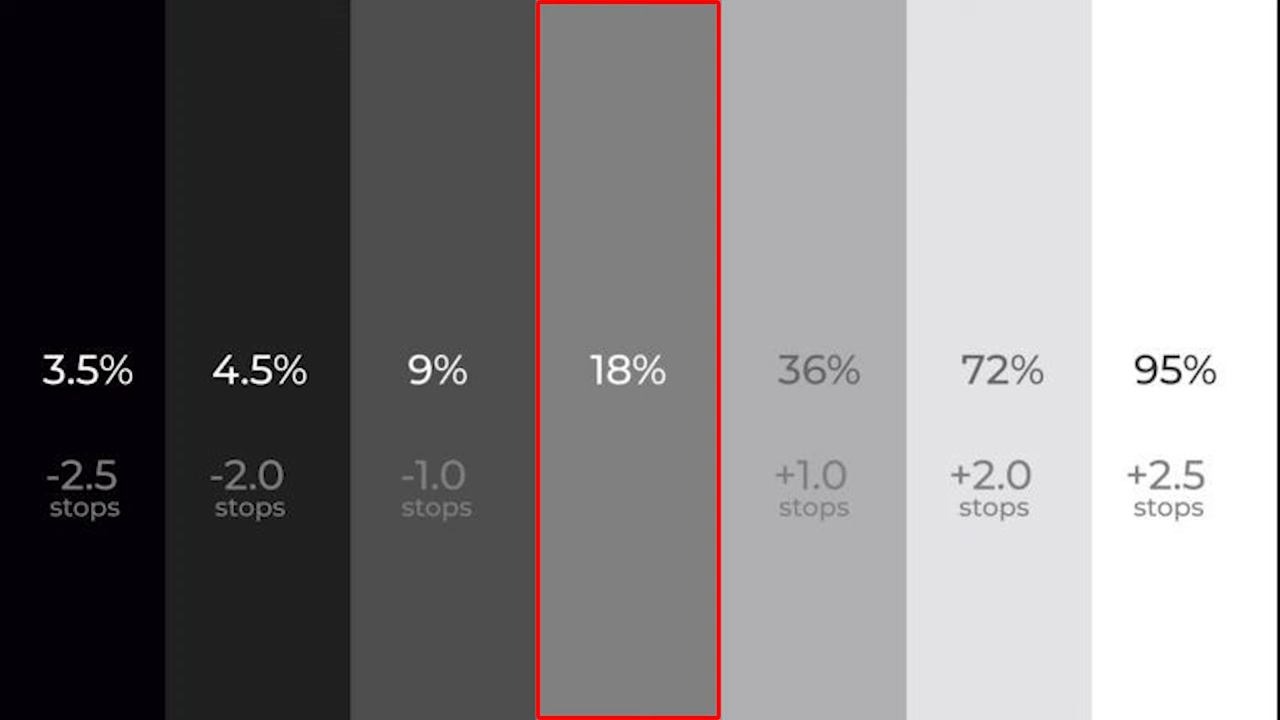 3.5% 4.5% 9% 18% 36% 72% 95%
-2.5 -2.0 -1.0 +1.0 +2.0 +2.5
stops stops stops stops stops stops